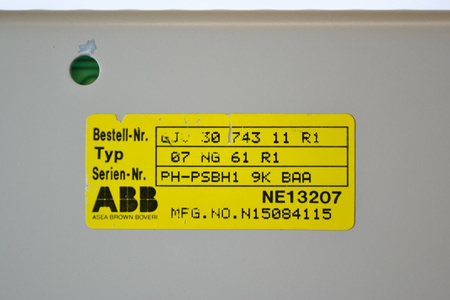 Bestell-Nr. GJV 30 743 11 R1
Typ 07 NG 61 R1
Serien-Nr. PH-PSBH1 9K BAA
ABB NE13207
ASEA BROWN BOVERI MFG.NO.N15084115